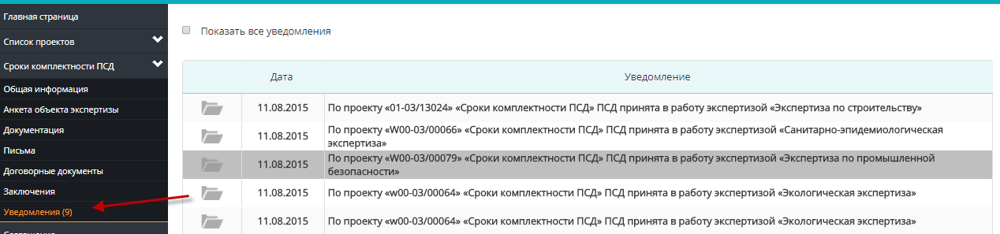 Главная страница
Список проектов
Сроки комплектности ПСД
Общая информация
Анкета объекта экспертизы
Документация
Письма
Договорные документы
Заключения
Уведомления (9)
Показать все уведомления
Дата Уведомление
11.08.2015 По проекту «01-03/13024» «Сроки комплектности ПСД» ПСД принята в работу экспертизой «Экспертиза по строительству»
11.08.2015 По проекту «W00-03/00066» «Сроки комплектности ПСД» ПСД принята в работу экспертизой «Санитарно-эпидемиологическая
экспертиза»
11.08.2015 По проекту «W00-03/00079» «Сроки комплектности ПСД» ПСД принята в работу экспертизой «Экспертиза по промышленной
безопасности»
11.08.2015 По проекту «w00-03/00064» «Сроки комплектности ПСД» ПСД принята в работу экспертизой «Экологическая экспертиза»
11.08.2015 По проекту «w00-03/00064» «Сроки комплектности ПСД» ПСД принята в работу экспертизой «Экологическая экспертиза»